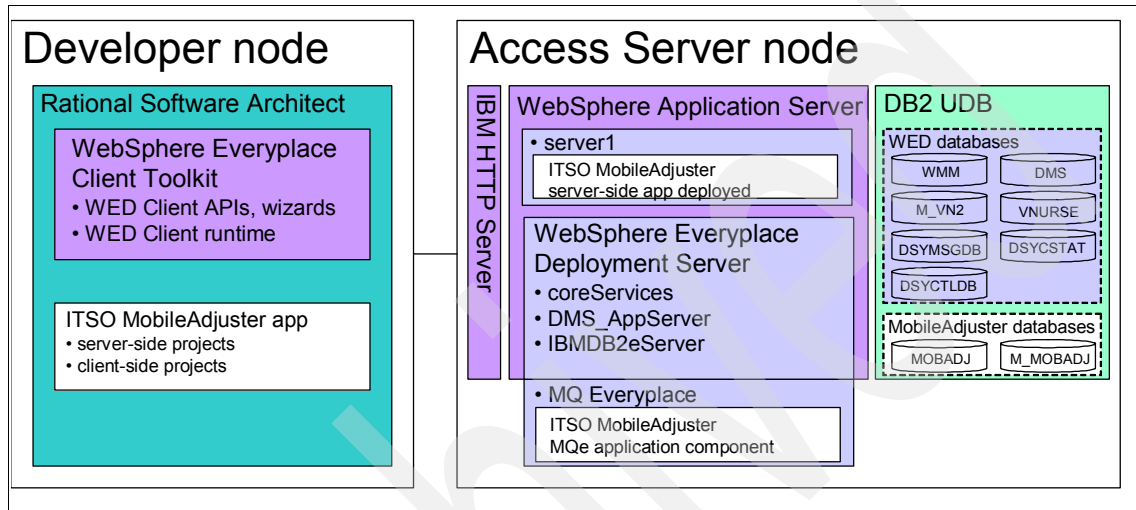 Developer node
Rational Software Architect
WebSphere Everyplace
Client Toolkit
• WED Client APIs, wizards
• WED Client runtime
ITSO MobileAdjuster app
• server-side projects
• client-side projects
Access Server node
IBM HTTP Server
WebSphere Application Server
• server1
ITSO MobileAdjuster
server-side app deployed
WebSphere Everyplace
Deployment Server
• coreServices
• DMS_AppServer
• IBMDB2eServer
• MQ Everyplace
ITSO MobileAdjuster
MQe application component
DB2 UDB
WED databases
WMM
DMS
M_VN2
VNURSE
DSYMSGDB
DSYCSTAT
DSYCTLDB
MobileAdjuster databases
MOBADJ
M_MOBADJ